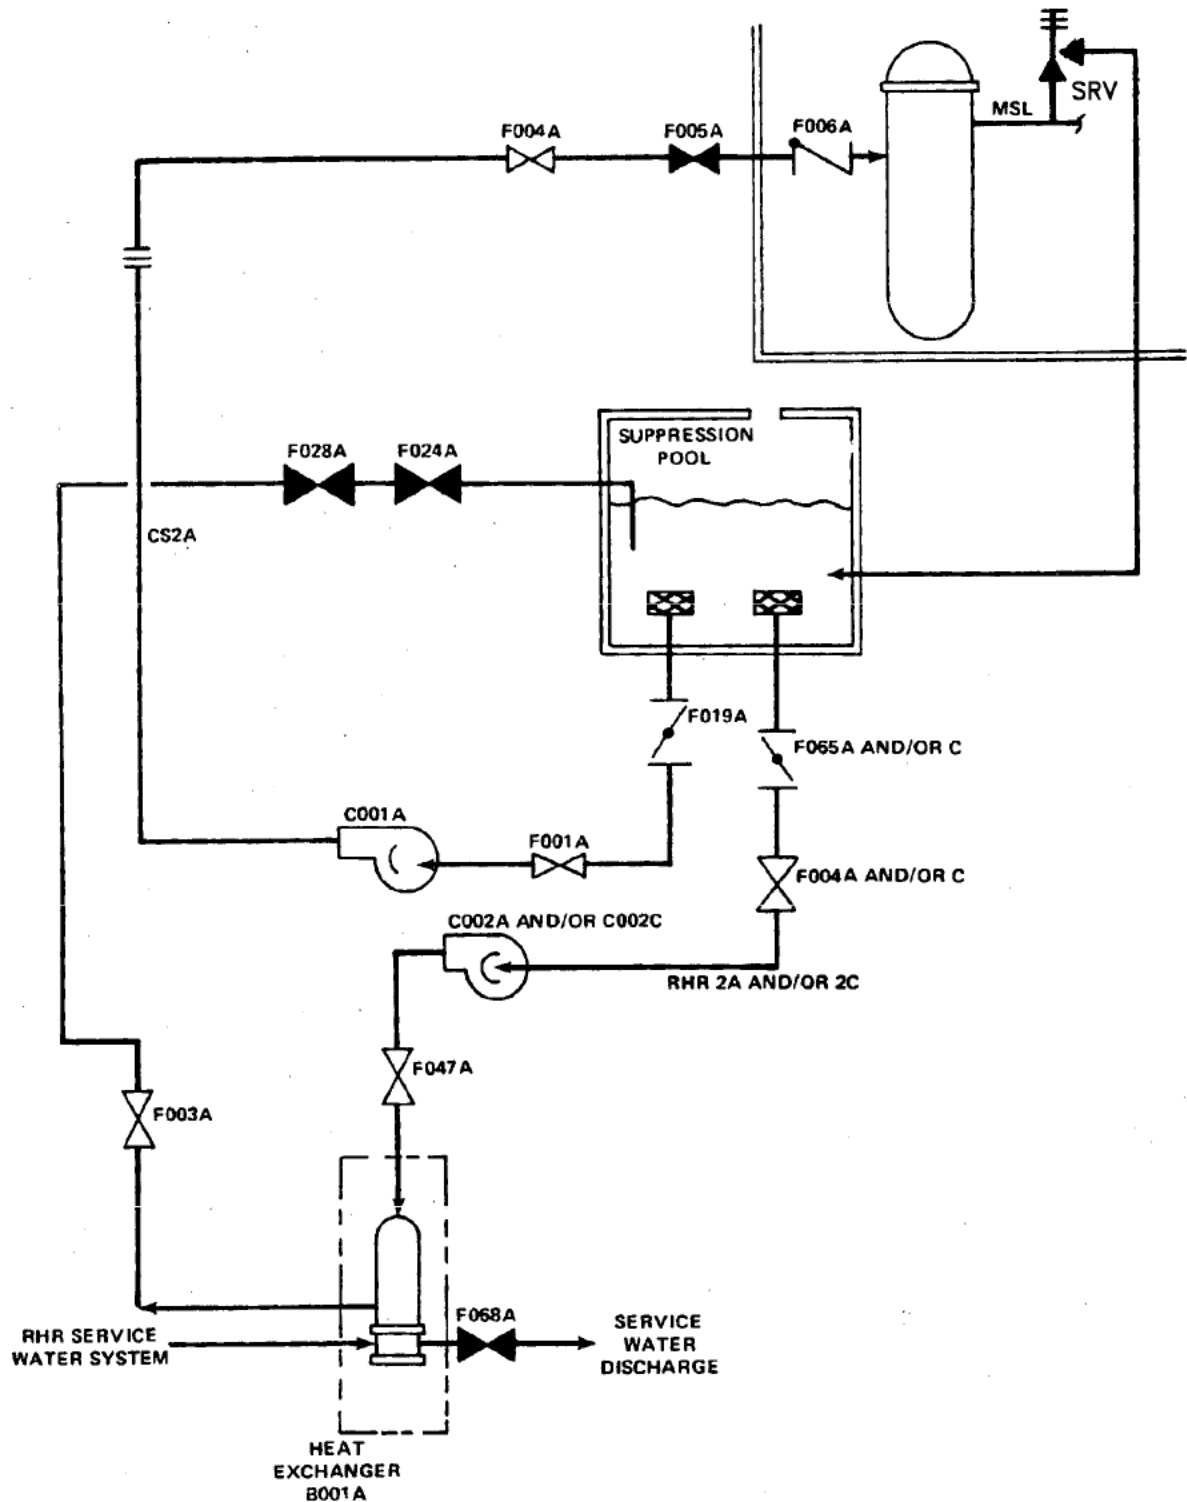 SRV
MSL
F004A
F005A
F006A
SUPPRESSION
POOL
F028A
F024A
CS2A
F019A
F065A AND/OR C
C001A
F001A
F004A AND/OR C
C002A AND/OR C002C
RHR 2A AND/OR 2C
F047A
F003A
F068A
RHR SERVICE
WATER SYSTEM
SERVICE
WATER
DISCHARGE
HEAT
EXCHANGER
B001A